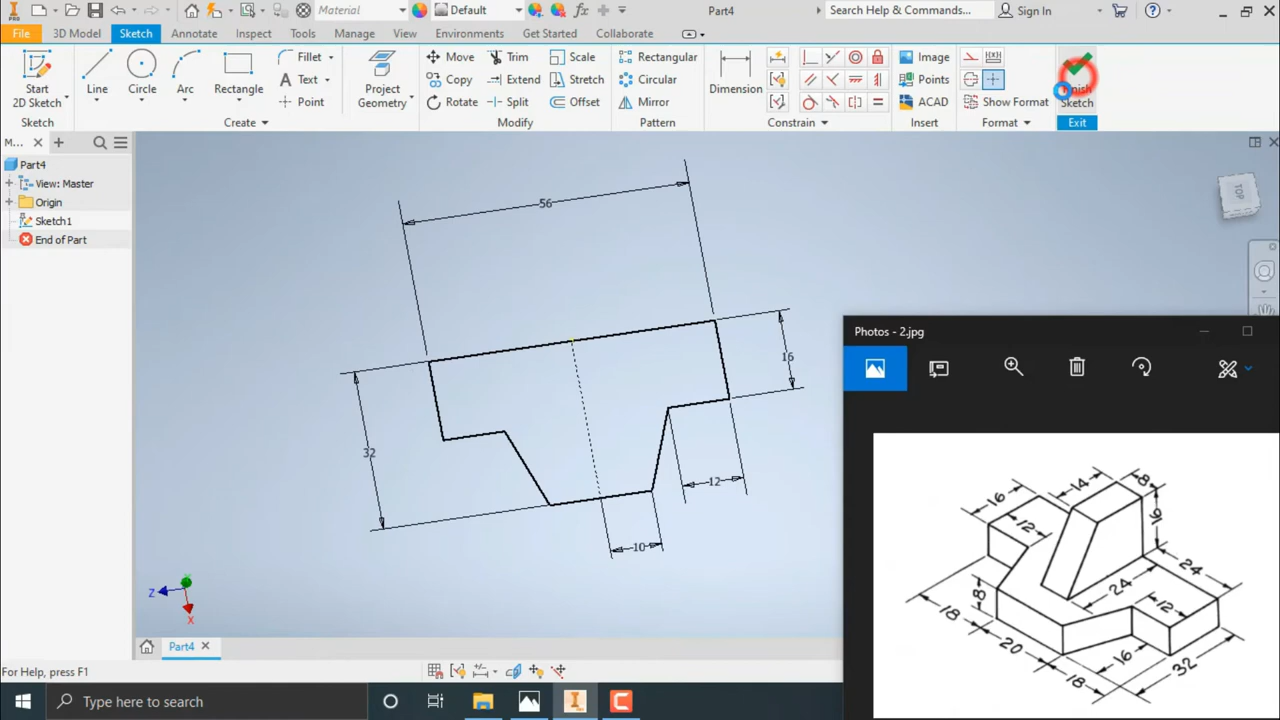 Material
Default
Part4
Search Help & Commands...
Sign In
File
3D Model
Sketch
Annotate
Inspect
Tools
Manage
View
Environments
Get Started
Collaborate
Start
2D Sketch
Line
Circle
Arc
Rectangle
Fillet
Text
Point
Project
Geometry
Move
Copy
Rotate
Trim
Extend
Split
Scale
Stretch
Offset
Rectangular
Circular
Mirror
Dimension
Image
Points
ACAD
Show Format
Finish
Sketch
Sketch
Create
Modify
Pattern
Constrain
Insert
Format
Exit
M...
Part4
View: Master
Origin
Sketch1
End of Part
56
16
32
12
10
TOP
Z
X
Photos - 2.jpg
16
12
14
8
16
24
24
12
18
8
20
16
18
32
Part4
For Help, press F1
Type here to search